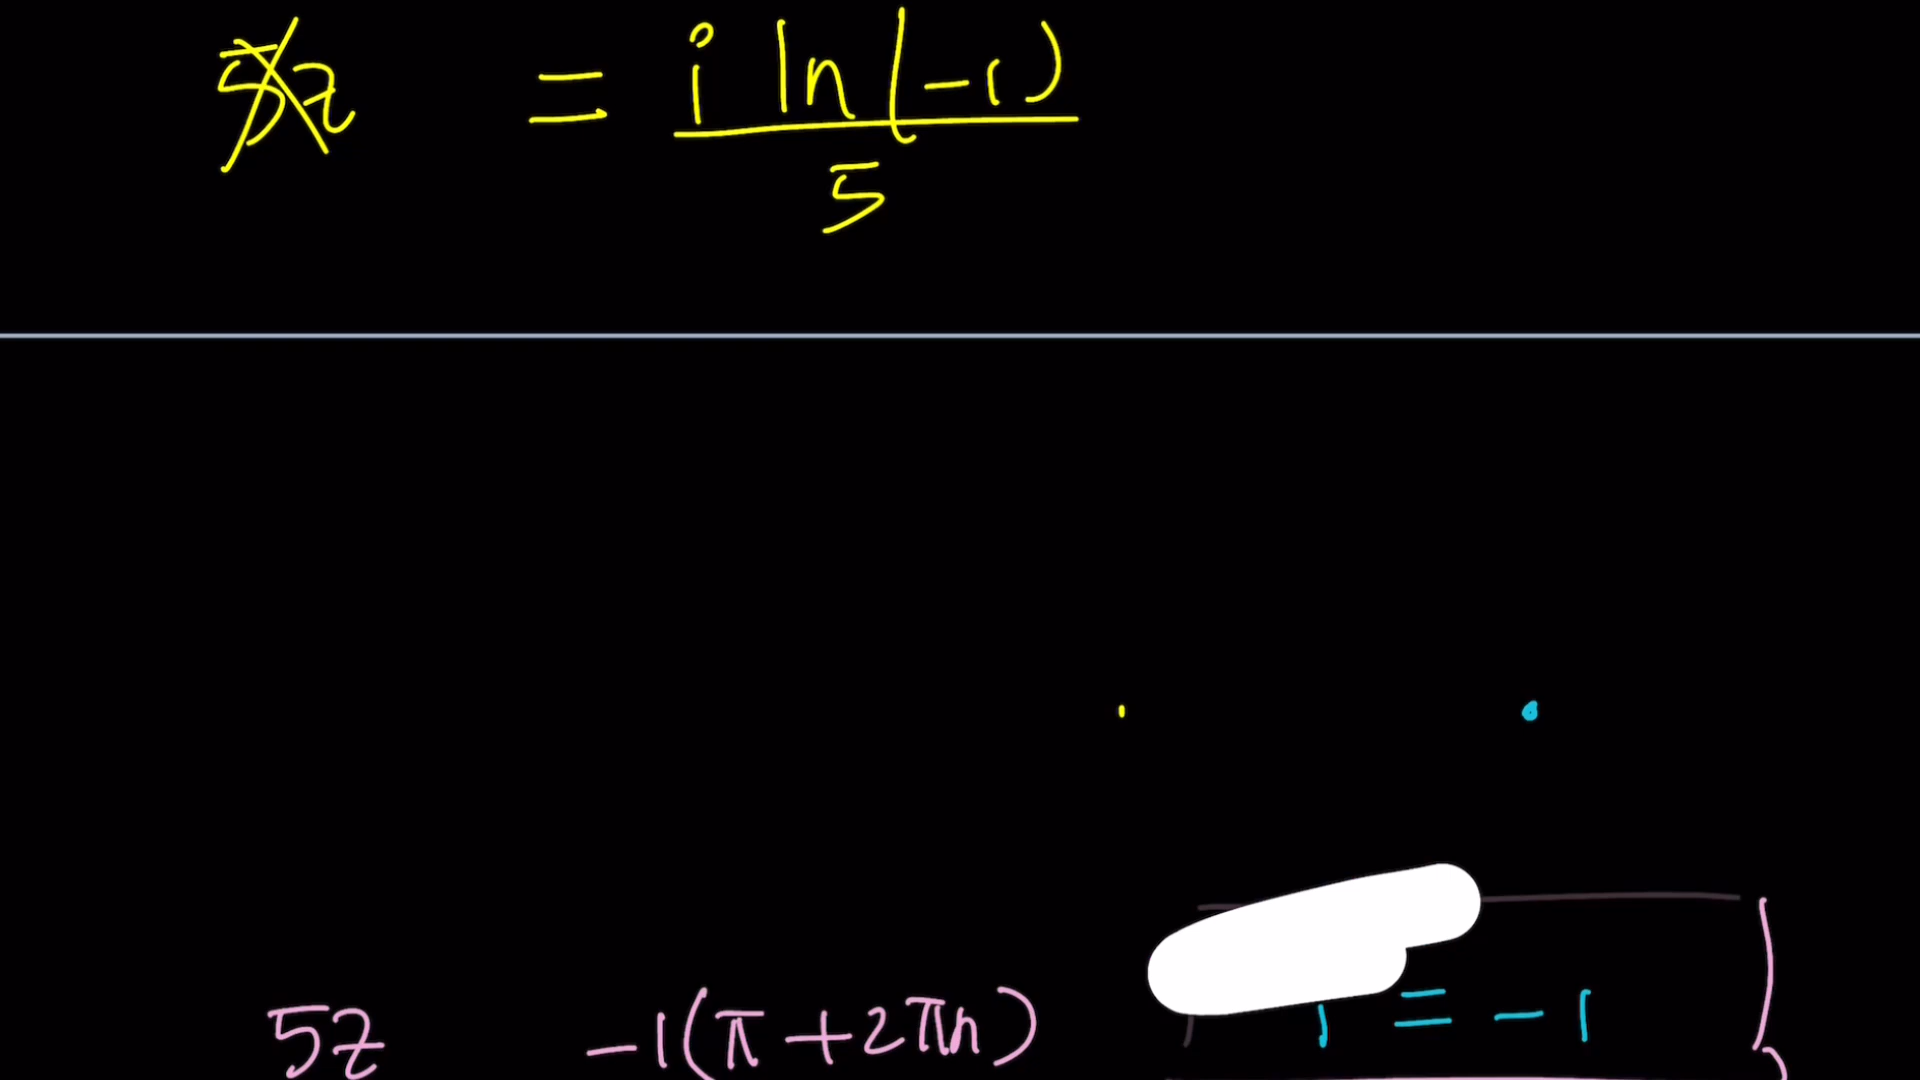 5z = i ln(-1)
5
5z -1(π+2πn) = -1